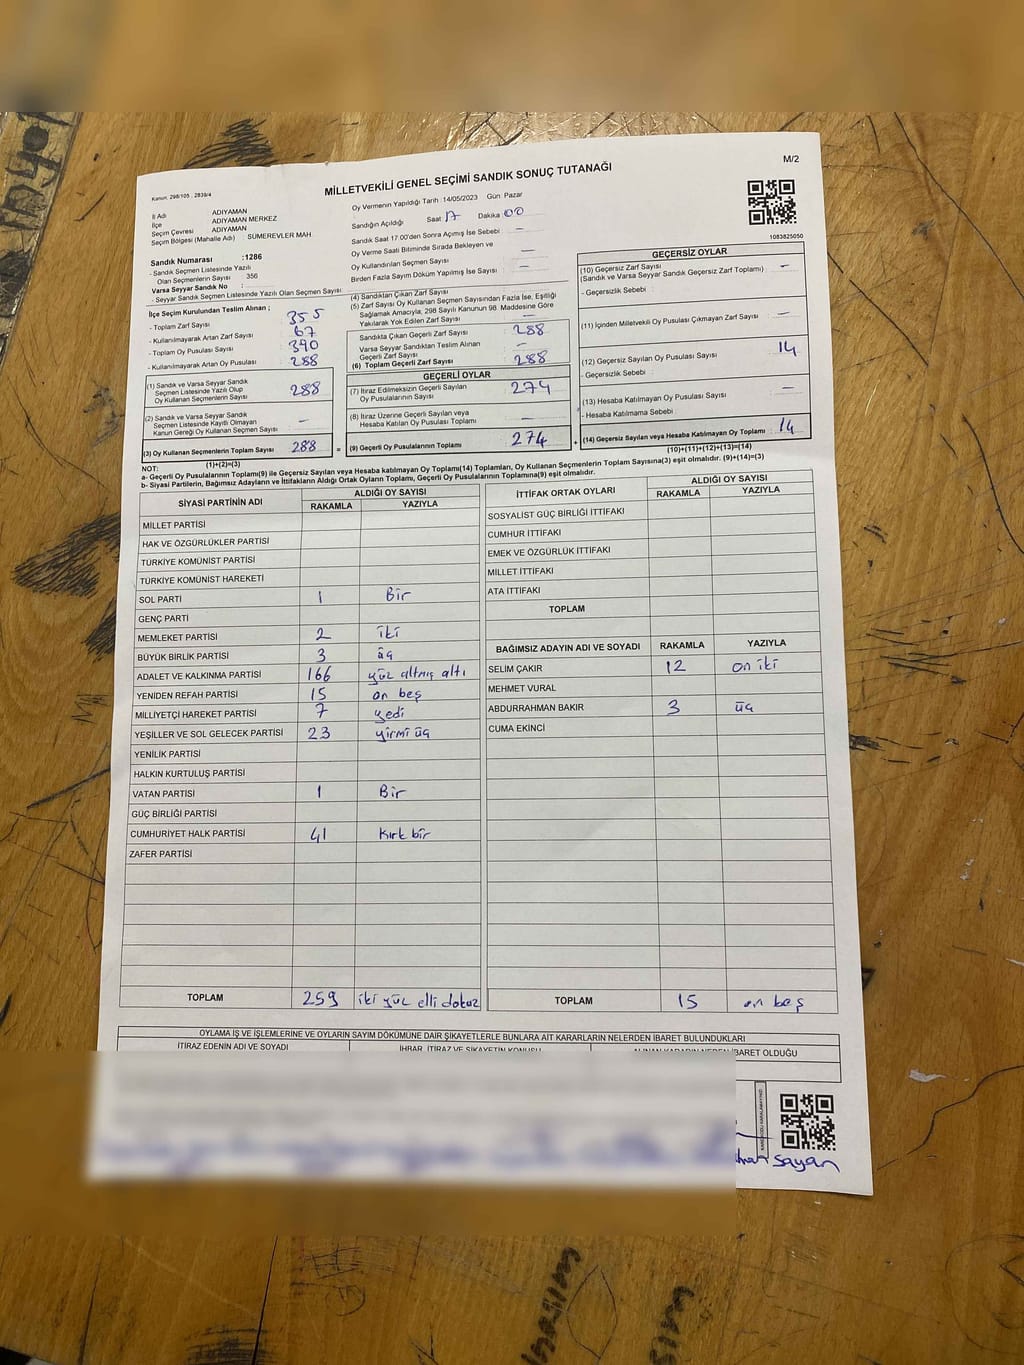 M/2
Kanun: 298/105 , 2839/4
MİLLETVEKİLİ GENEL SEÇİMİ SANDIK SONUÇ TUTANAĞI
İl Adı ADIYAMAN
İlçe ADIYAMAN MERKEZ
Seçim Çevresi ADIYAMAN
Seçim Bölgesi (Mahalle Adı) : SÜMEREVLER MAH.
Sandık Numarası :1286
- Sandık Seçmen Listesinde Yazılı
Olan Seçmenlerin Sayısı 356
Varsa Seyyar Sandık No :
- Seyyar Sandık Seçmen Listesinde Yazılı Olan Seçmen Sayısı
İlçe Seçim Kurulundan Teslim Alınan ;
- Toplam Zarf Sayısı 355
- Kullanılmayarak Artan Zarf Sayısı 67
- Toplam Oy Pusulası Sayısı 390
- Kullanılmayarak Artan Oy Pusulası 288
(1) Sandık ve Varsa Seyyar Sandık
Seçmen Listesinde Yazılı Olup
Oy Kullanan Seçmenlerin Sayısı 288
(2) Sandık ve Varsa Seyyar Sandık
Seçmen Listesinde Kayıtlı Olmayan
Kanun Gereği Oy Kullanan Seçmen Sayısı –
(3) Oy Kullanan Seçmenlerin Toplam Sayısı 288
(1)+(2)=(3)
Oy Vermenin Yapıldığı Tarih : 14/05/2023 Gün: Pazar
Sandığın Açıldığı Saat 17 Dakika 00
Sandık Saat 17.00'den Sonra Açımış İse Sebebi : –
Oy Verme Saati Bitiminde Sırada Bekleyen ve
Oy Kullandırılan Seçmen Sayısı –
Birden Fazla Sayım Döküm Yapılmış İse Sayısı –
(4) Sandıktan Çıkan Zarf Sayısı
(5) Zarf Sayısı Oy Kullanan Seçmen Sayısından Fazla İse, Eşitliği
Sağlamak Amacıyla, 298 Sayılı Kanunun 98. Maddesine Göre
Yakılarak Yok Edilen Zarf Sayısı –
Sandıkta Çıkan Geçerli Zarf Sayısı 288
Varsa Seyyar Sandıktan Teslim Alınan
Geçerli Zarf Sayısı –
(6) Toplam Geçerli Zarf Sayısı 288
GEÇERLİ OYLAR
(7) İtiraz Edilmeksizin Geçerli Sayılan
Oy Pusulalarının Sayısı 274
(8) İtiraz Üzerine Geçerli Sayılan veya
Hesaba Katılan Oy Pusulası Toplamı –
= (9) Geçerli Oy Pusulalarının Toplamı 274
1083825050
GEÇERSİZ OYLAR
(10) Geçersiz Zarf Sayısı
(Sandık ve Varsa Seyyar Sandık Geçersiz Zarf Toplamı) –
- Geçersizlik Sebebi :
(11) İçinden Milletvekili Oy Pusulası Çıkmayan Zarf Sayısı –
(12) Geçersiz Sayılan Oy Pusulası Sayısı 14
- Geçersizlik Sebebi :
(13) Hesaba Katılmayan Oy Pusulası Sayısı –
- Hesaba Katılmama Sebebi :
+ (14) Geçersiz Sayılan veya Hesaba Katılmayan Oy Toplamı 14
(10)+(11)+(12)+(13)=(14)
NOT:
a- Geçerli Oy Pusulalarının Toplamı(9) ile Geçersiz Sayılan veya Hesaba katılmayan Oy Toplamı(14) Toplamları, Oy Kullanan Seçmenlerin Toplam Sayısına(3) eşit olmalıdır. (9)+(14)=(3)
b- Siyasi Partilerin, Bağımsız Adayların ve İttifakların Aldığı Ortak Oyların Toplamı, Geçerli Oy Pusulalarının Toplamına(9) eşit olmalıdır.
SİYASİ PARTİNİN ADI ALDIĞI OY SAYISI
RAKAMLA YAZIYLA
MİLLET PARTİSİ
HAK VE ÖZGÜRLÜKLER PARTİSİ
TÜRKİYE KOMÜNİST PARTİSİ
TÜRKİYE KOMÜNİST HAREKETİ
SOL PARTİ 1 Bir
GENÇ PARTİ
MEMLEKET PARTİSİ 2 iki
BÜYÜK BİRLİK PARTİSİ 3 üç
ADALET VE KALKINMA PARTİSİ 166 yüz altmış altı
YENİDEN REFAH PARTİSİ 15 on beş
MİLLİYETÇİ HAREKET PARTİSİ 7 yedi
YEŞİLLER VE SOL GELECEK PARTİSİ 23 yirmi üç
YENİLİK PARTİSİ
HALKIN KURTULUŞ PARTİSİ
VATAN PARTİSİ 1 Bir
GÜÇ BİRLİĞİ PARTİSİ
CUMHURİYET HALK PARTİSİ 41 Kırk bir
ZAFER PARTİSİ
TOPLAM 259 iki yüz elli dokuz
İTTİFAK ORTAK OYLARI ALDIĞI OY SAYISI
RAKAMLA YAZIYLA
SOSYALİST GÜÇ BİRLİĞİ İTTİFAKI
CUMHUR İTTİFAKI
EMEK VE ÖZGÜRLÜK İTTİFAKI
MİLLET İTTİFAKI
ATA İTTİFAKI
TOPLAM
BAĞIMSIZ ADAYIN ADI VE SOYADI RAKAMLA YAZIYLA
SELİM ÇAKIR 12 on iki
MEHMET VURAL
ABDURRAHMAN BAKIR 3 üç
CUMA EKİNCİ
TOPLAM 15 on beş
OYLAMA İŞ VE İŞLEMLERİNE VE OYLARIN SAYIM DÖKÜMÜNE DAİR ŞİKAYETLERLE BUNLARA AİT KARARLARIN NELERDEN İBARET BULUNDUKLARI
İTİRAZ EDENİN ADI VE SOYADI İHBAR, İTİRAZ VE ŞİKAYETİN KONUSU ALINAN KARARIN NEDEN İBARET OLDUĞU
sayan